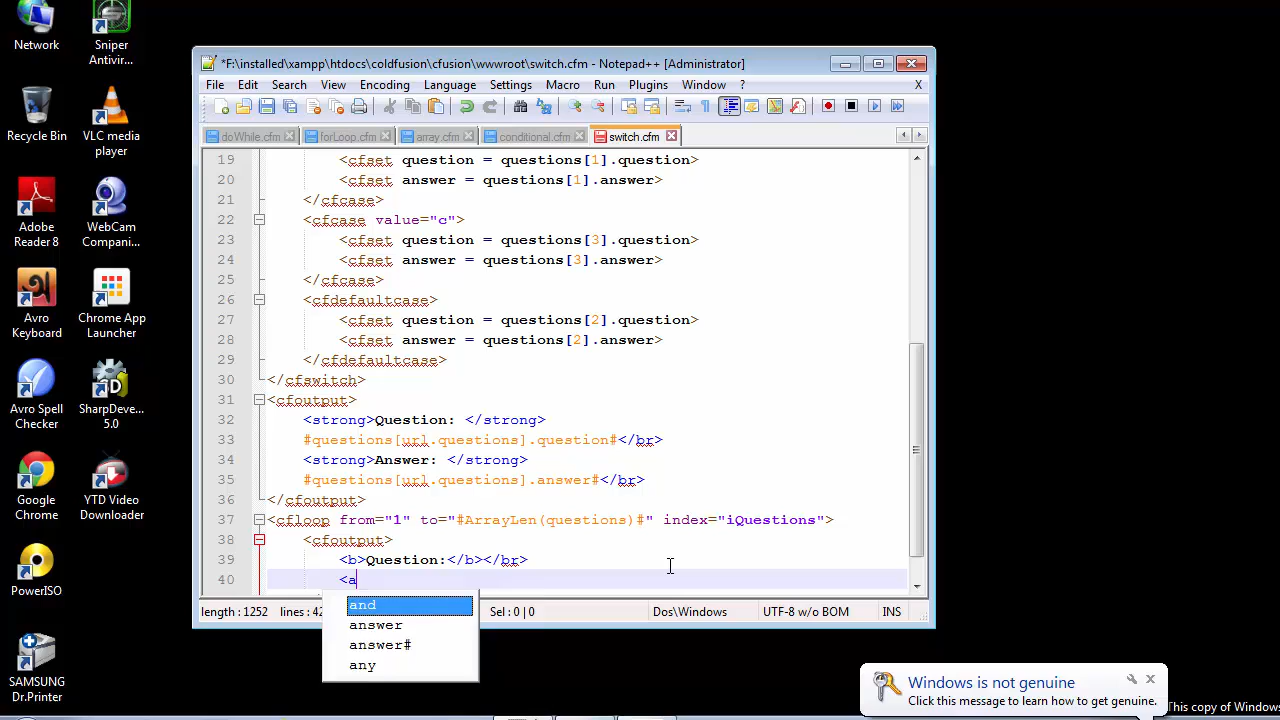 Network
Sniper
Antivir...
Recycle Bin
VLC media
player
Adobe
Reader 8
WebCam
Compani...
Avro
Keyboard
Chrome App
Launcher
Avro Spell
Checker
SharpDeve...
5.0
Google
Chrome
YTD Video
Downloader
PowerISO
SAMSUNG
Dr.Printer
*F:\installed\xampp\htdocs\coldfusion\cfusion\wwwroot\switch.cfm - Notepad++ [Administrator]
File Edit Search View Encoding Language Settings Macro Run Plugins Window ? X
doWhile.cfm forLoop.cfm array.cfm conditional.cfm switch.cfm
19 <cfset question = questions[1].question>
20 <cfset answer = questions[1].answer>
21 </cfcase>
22 <cfcase value="c">
23 <cfset question = questions[3].question>
24 <cfset answer = questions[3].answer>
25 </cfcase>
26 <cfdefaultcase>
27 <cfset question = questions[2].question>
28 <cfset answer = questions[2].answer>
29 </cfdefaultcase>
30 </cfswitch>
31 <cfoutput>
32 <strong>Question: </strong>
33 #questions[url.questions].question#</br>
34 <strong>Answer: </strong>
35 #questions[url.questions].answer#</br>
36 </cfoutput>
37 <cfloop from="1" to="#ArrayLen(questions)#" index="iQuestions">
38 <cfoutput>
39 <b>Question:</b></br>
40 <a
and
answer
answer#
any
length : 1252 lines : 42 Sel : 0 | 0 Dos\Windows UTF-8 w/o BOM INS
Windows is not genuine
Click this message to learn how to get genuine.
This copy of Window